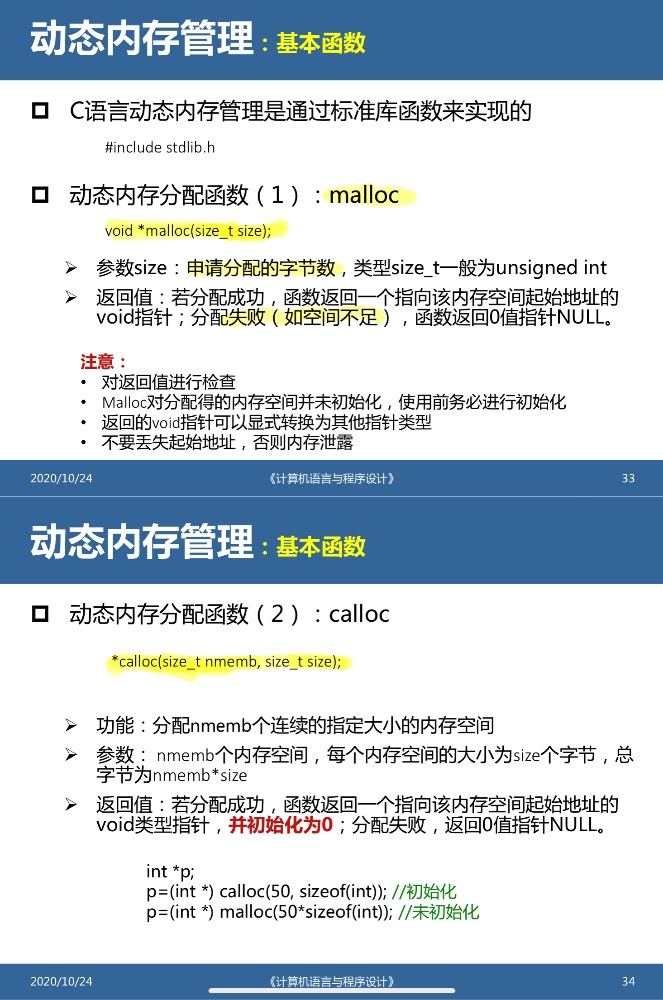 动态内存管理：基本函数
C语言动态内存管理是通过标准库函数来实现的
#include stdlib.h
动态内存分配函数（1）：malloc
void *malloc(size_t size);
参数size：申请分配的字节数，类型size_t一般为unsigned int
返回值：若分配成功，函数返回一个指向该内存空间起始地址的
void指针；分配失败（如空间不足），函数返回0值指针NULL。
注意：
• 对返回值进行检查
• Malloc对分配得的内存空间并未初始化，使用前务必进行初始化
• 返回的void指针可以显式转换为其他指针类型
• 不要丢失起始地址，否则内存泄露
2020/10/24 《计算机语言与程序设计》 33
动态内存管理：基本函数
动态内存分配函数（2）：calloc
*calloc(size_t nmemb, size_t size);
功能：分配nmemb个连续的指定大小的内存空间
参数： nmemb个内存空间，每个内存空间的大小为size个字节，总
字节为nmemb*size
返回值：若分配成功，函数返回一个指向该内存空间起始地址的
void类型指针，并初始化为0；分配失败，返回0值指针NULL。
int *p;
p=(int *) calloc(50, sizeof(int)); //初始化
p=(int *) malloc(50*sizeof(int)); //未初始化
2020/10/24 《计算机语言与程序设计》 34